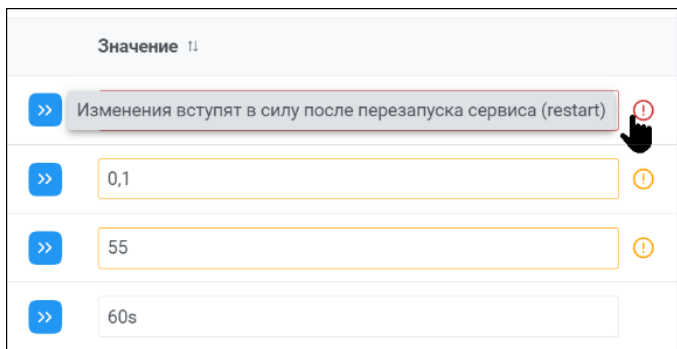 Значение
Изменения вступят в силу после перезапуска сервиса (restart)
0,1
55
60s